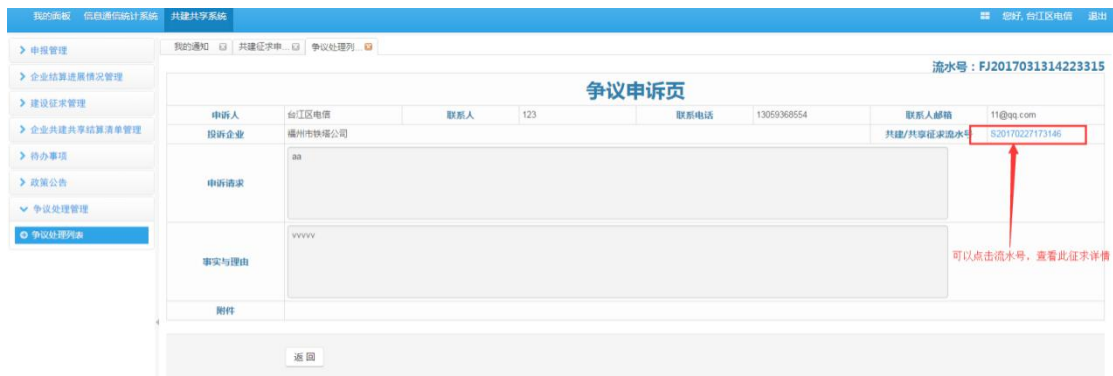 我的面板 信息通信统计系统 共建共享系统 您好, 台江区电信 退出
申报管理
企业结算进展情况管理
建设征求管理
企业共建共享结算清单管理
待办事项
政策公告
争议处理管理
争议处理列表
我的通知 共建征求申... 争议处理列...
流水号：FJ2017031314223315
争议申诉页
申诉人 台江区电信 联系人 123 联系电话 13059368554 联系人邮箱 11@qq.com
投诉企业 福州市铁塔公司 共建/共享征求流水号 S20170227173146
申诉请求 aa
事实与理由 vvvvv
可以点击流水号，查看此征求详情
附件
返回